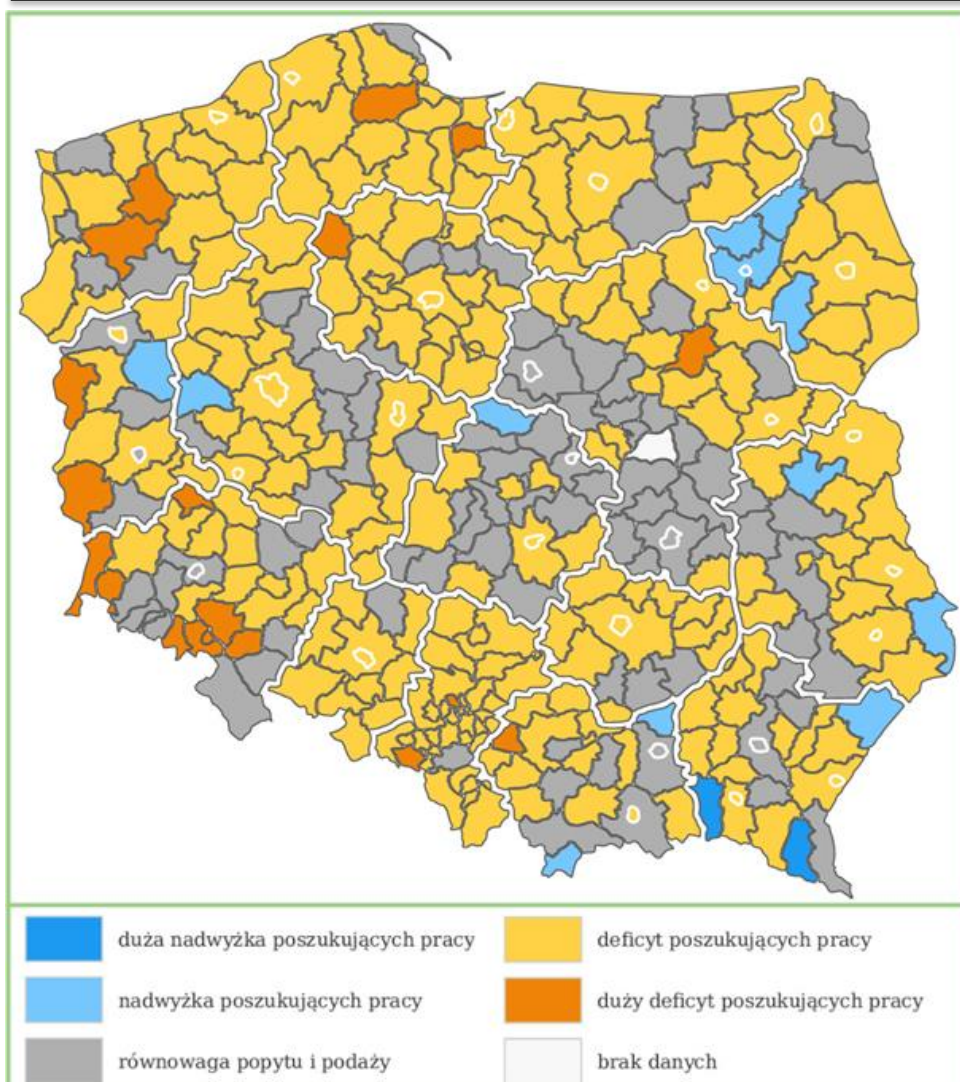 duża nadwyżka poszukujących pracy
nadwyżka poszukujących pracy
równowaga popytu i podaży
deficyt poszukujących pracy
duży deficyt poszukujących pracy
brak danych